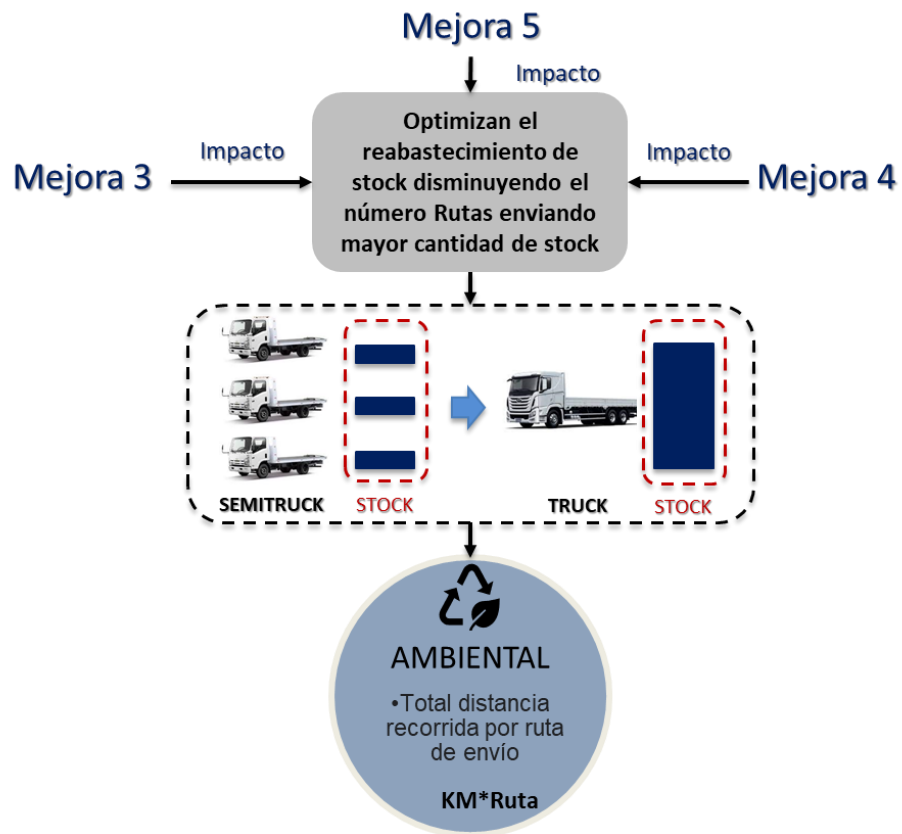 Mejora 5
Impacto
Optimizan el
reabastecimiento de
stock disminuyendo el
número Rutas enviando
mayor cantidad de stock
Mejora 3
Impacto
Impacto
Mejora 4
SEMITRUCK
STOCK
TRUCK
STOCK
AMBIENTAL
•Total distancia
recorrida por ruta
de envío
KM*Ruta